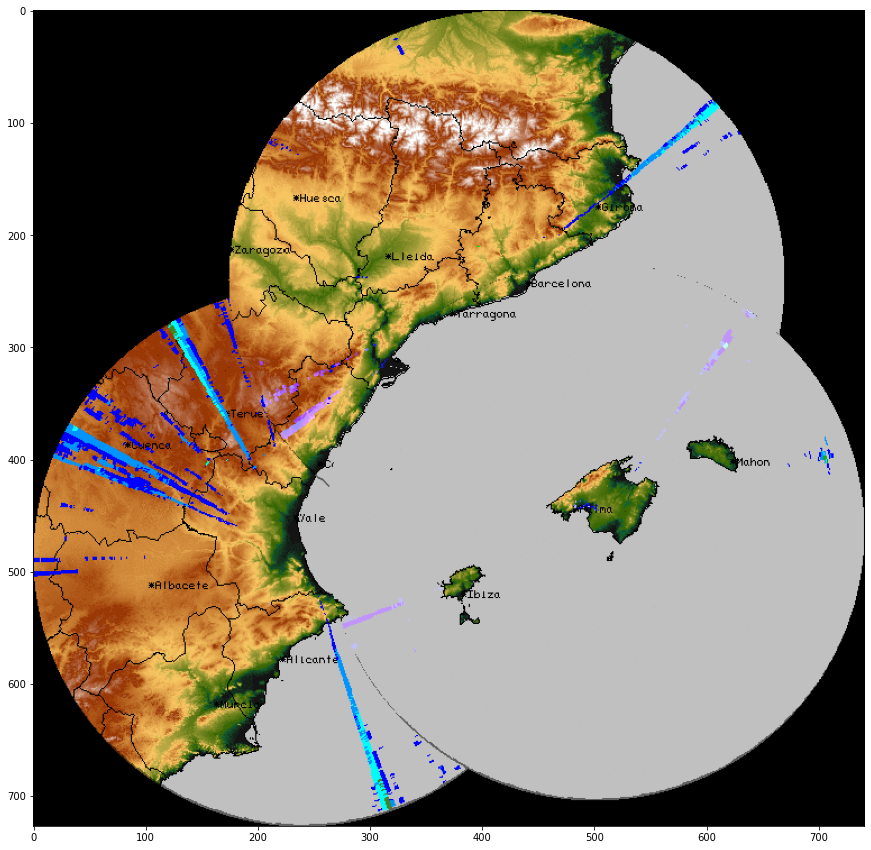 0
100
*Huesca
*Girona
200
*Zaragoza
*Lleida
*Barcelona
Tarragona
300
*Teruel
*Cuenca
400
*Mahon
Palma
*Vale
500
*Albacete
*Ibiza
600
*Alicante
*Murcia
700
0 100 200 300 400 500 600 700